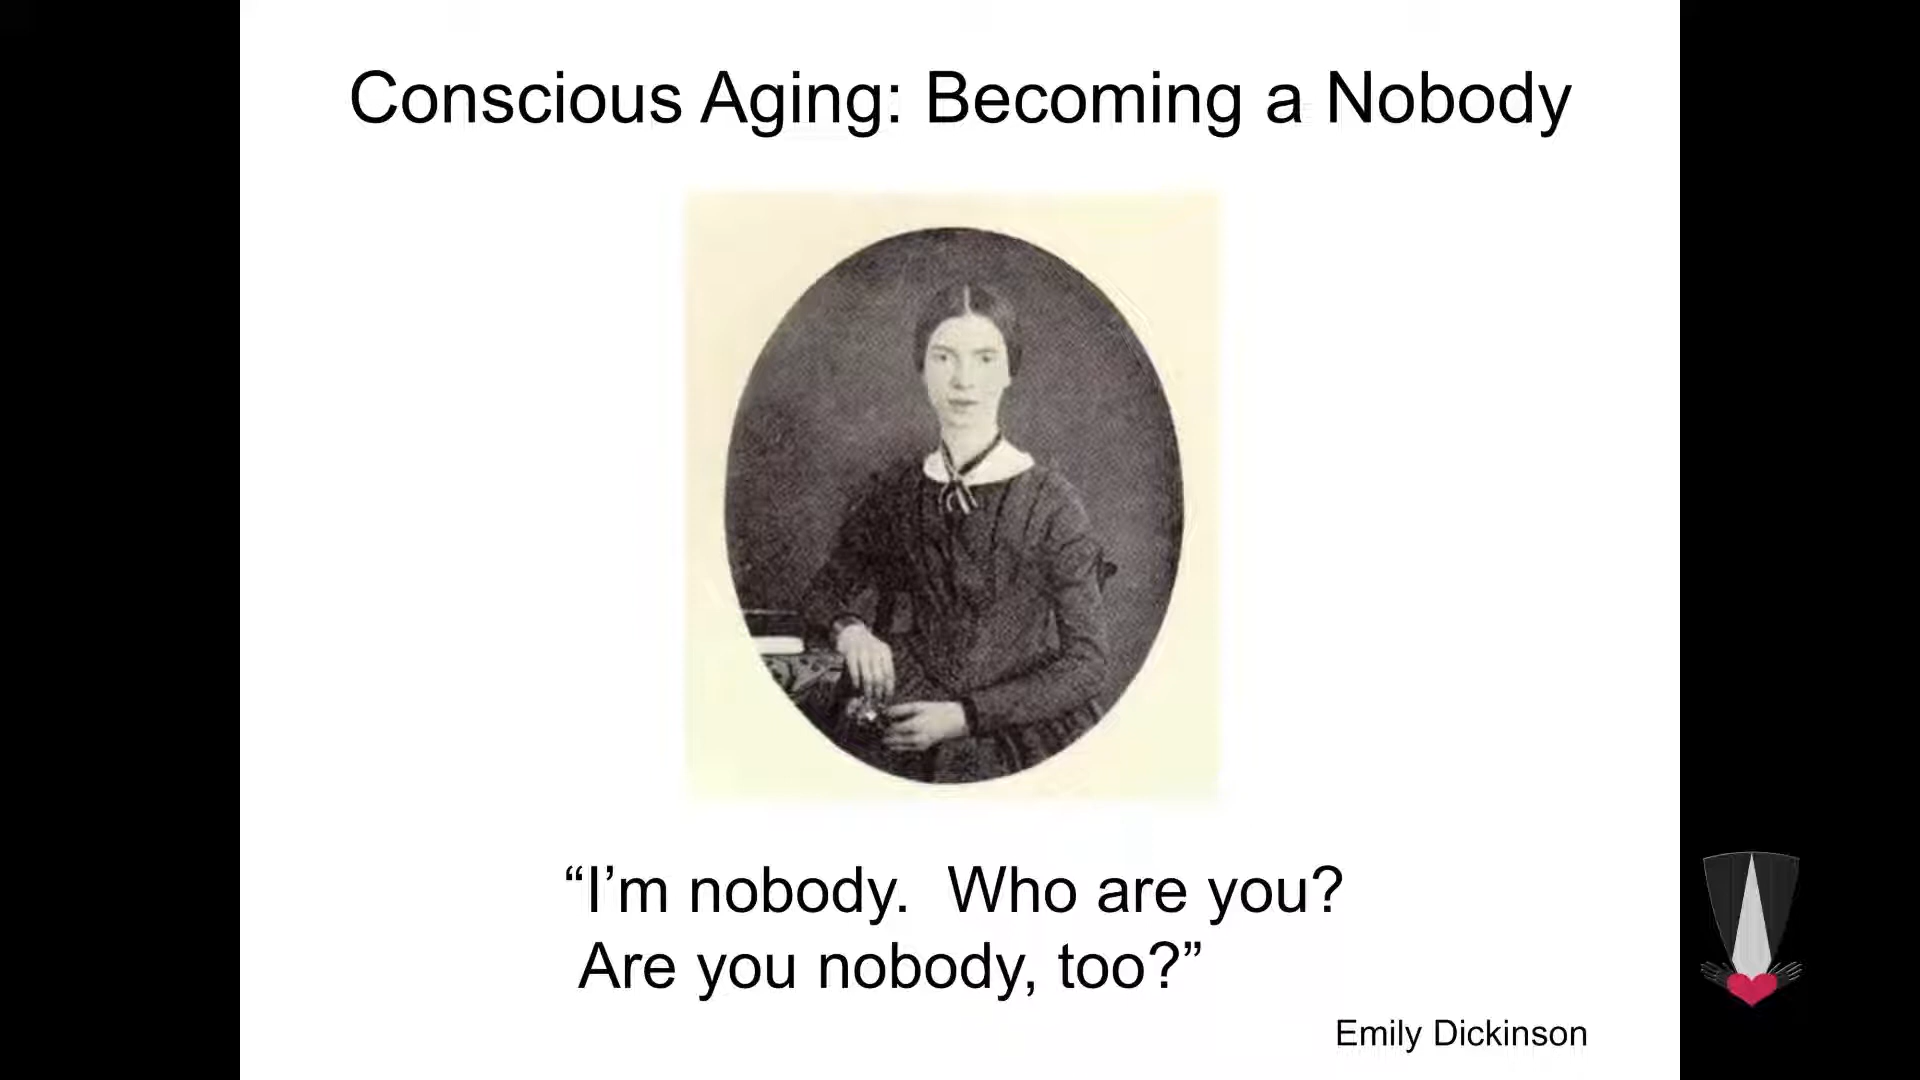 Conscious Aging: Becoming a Nobody
“I’m nobody.  Who are you?
Are you nobody, too?”
Emily Dickinson